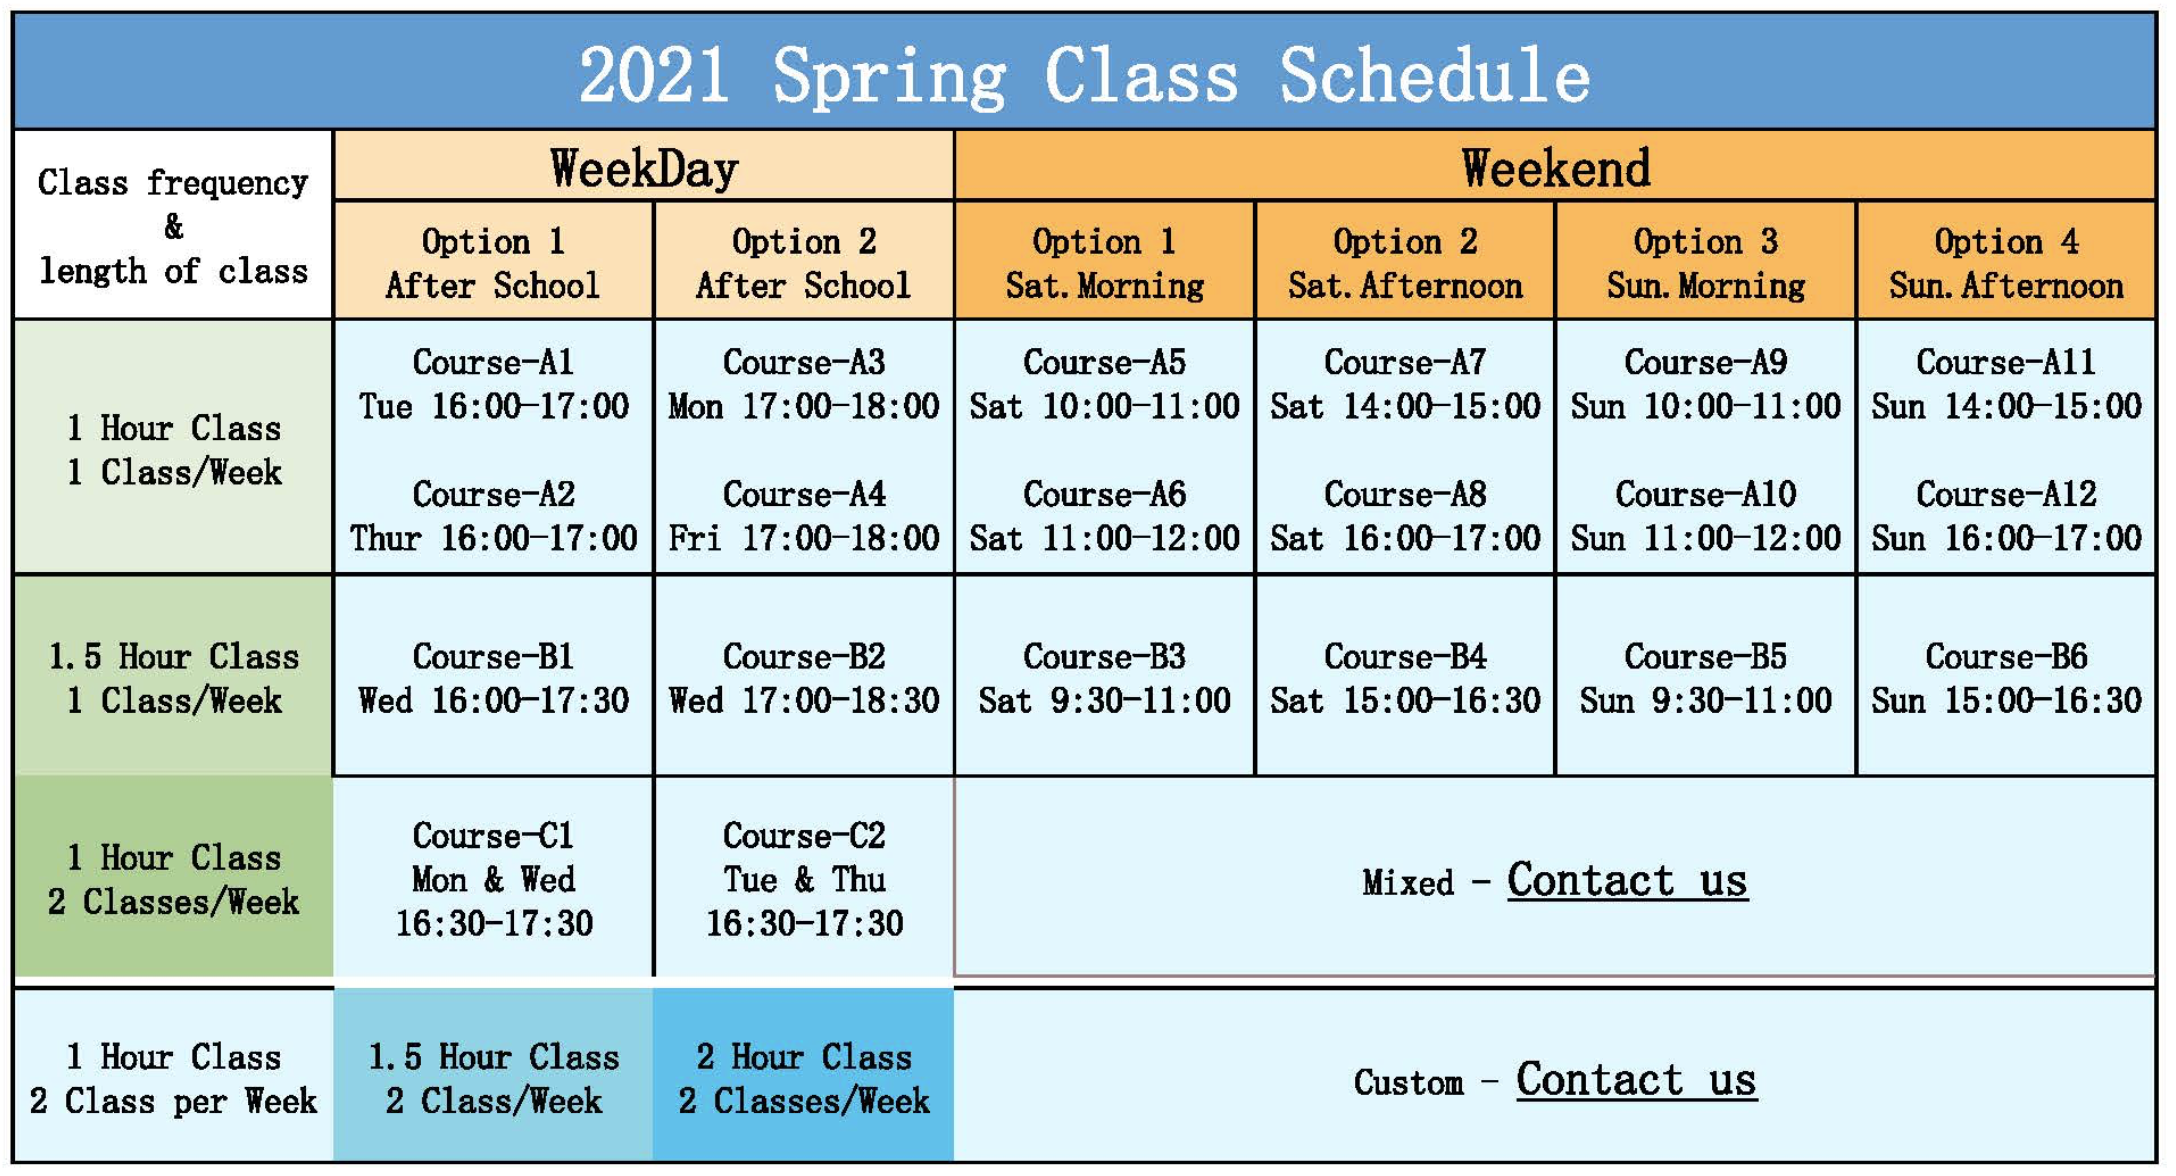 2021 Spring Class Schedule
Class frequency
&
length of class
WeekDay
Weekend
Option 1
After School
Option 2
After School
Option 1
Sat. Morning
Option 2
Sat. Afternoon
Option 3
Sun. Morning
Option 4
Sun. Afternoon
1 Hour Class
1 Class/Week
Course-A1
Tue 16:00-17:00
Course-A2
Thur 16:00-17:00
Course-A3
Mon 17:00-18:00
Course-A4
Fri 17:00-18:00
Course-A5
Sat 10:00-11:00
Course-A6
Sat 11:00-12:00
Course-A7
Sat 14:00-15:00
Course-A8
Sat 16:00-17:00
Course-A9
Sun 10:00-11:00
Course-A10
Sun 11:00-12:00
Course-A11
Sun 14:00-15:00
Course-A12
Sun 16:00-17:00
1.5 Hour Class
1 Class/Week
Course-B1
Wed 16:00-17:30
Course-B2
Wed 17:00-18:30
Course-B3
Sat 9:30-11:00
Course-B4
Sat 15:00-16:30
Course-B5
Sun 9:30-11:00
Course-B6
Sun 15:00-16:30
1 Hour Class
2 Classes/Week
Course-C1
Mon & Wed
16:30-17:30
Course-C2
Tue & Thu
16:30-17:30
Mixed - Contact us
1 Hour Class
2 Class per Week
1.5 Hour Class
2 Class/Week
2 Hour Class
2 Classes/Week
Custom - Contact us